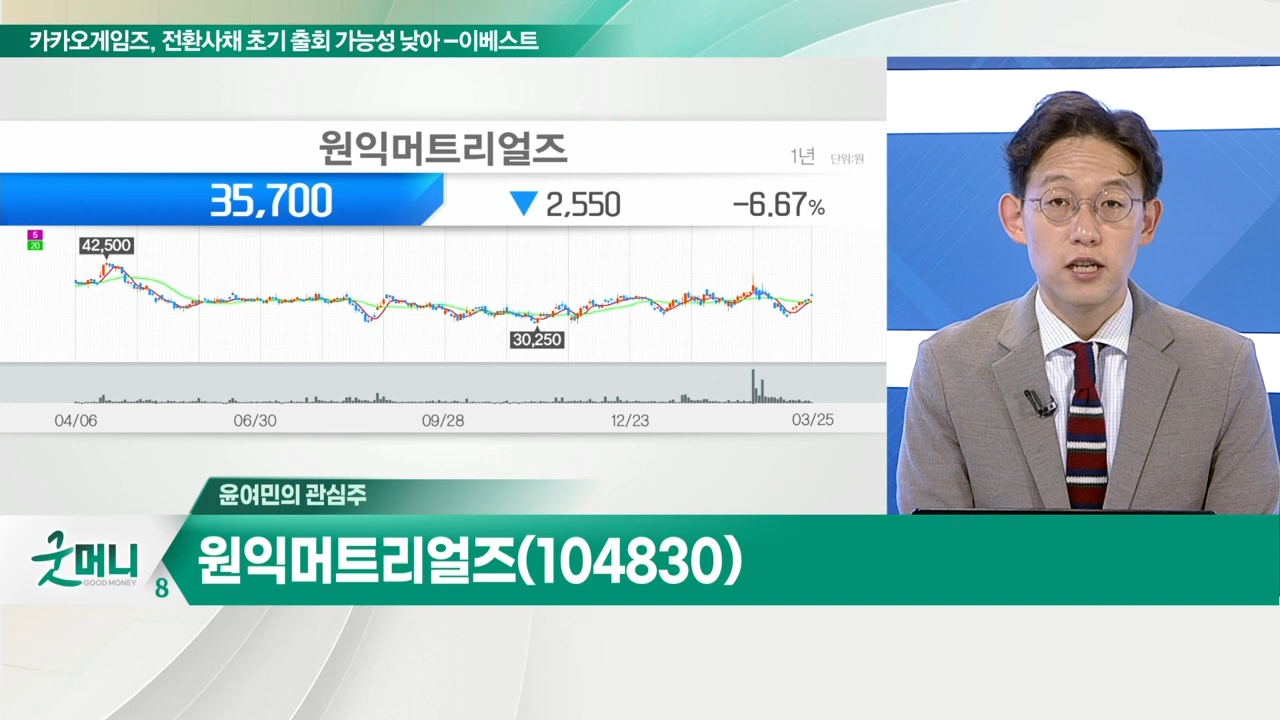 카카오게임즈, 전환사채 초기 출회 가능성 낮아 -이베스트
원익머트리얼즈
1년 단위:원
35,700 ▼ 2,550 -6.67%
5
20
42,500
30,250
04/06 06/30 09/28 12/23 03/25
윤여민의 관심주
굿머니
GOOD MONEY
8
원익머트리얼즈(104830)